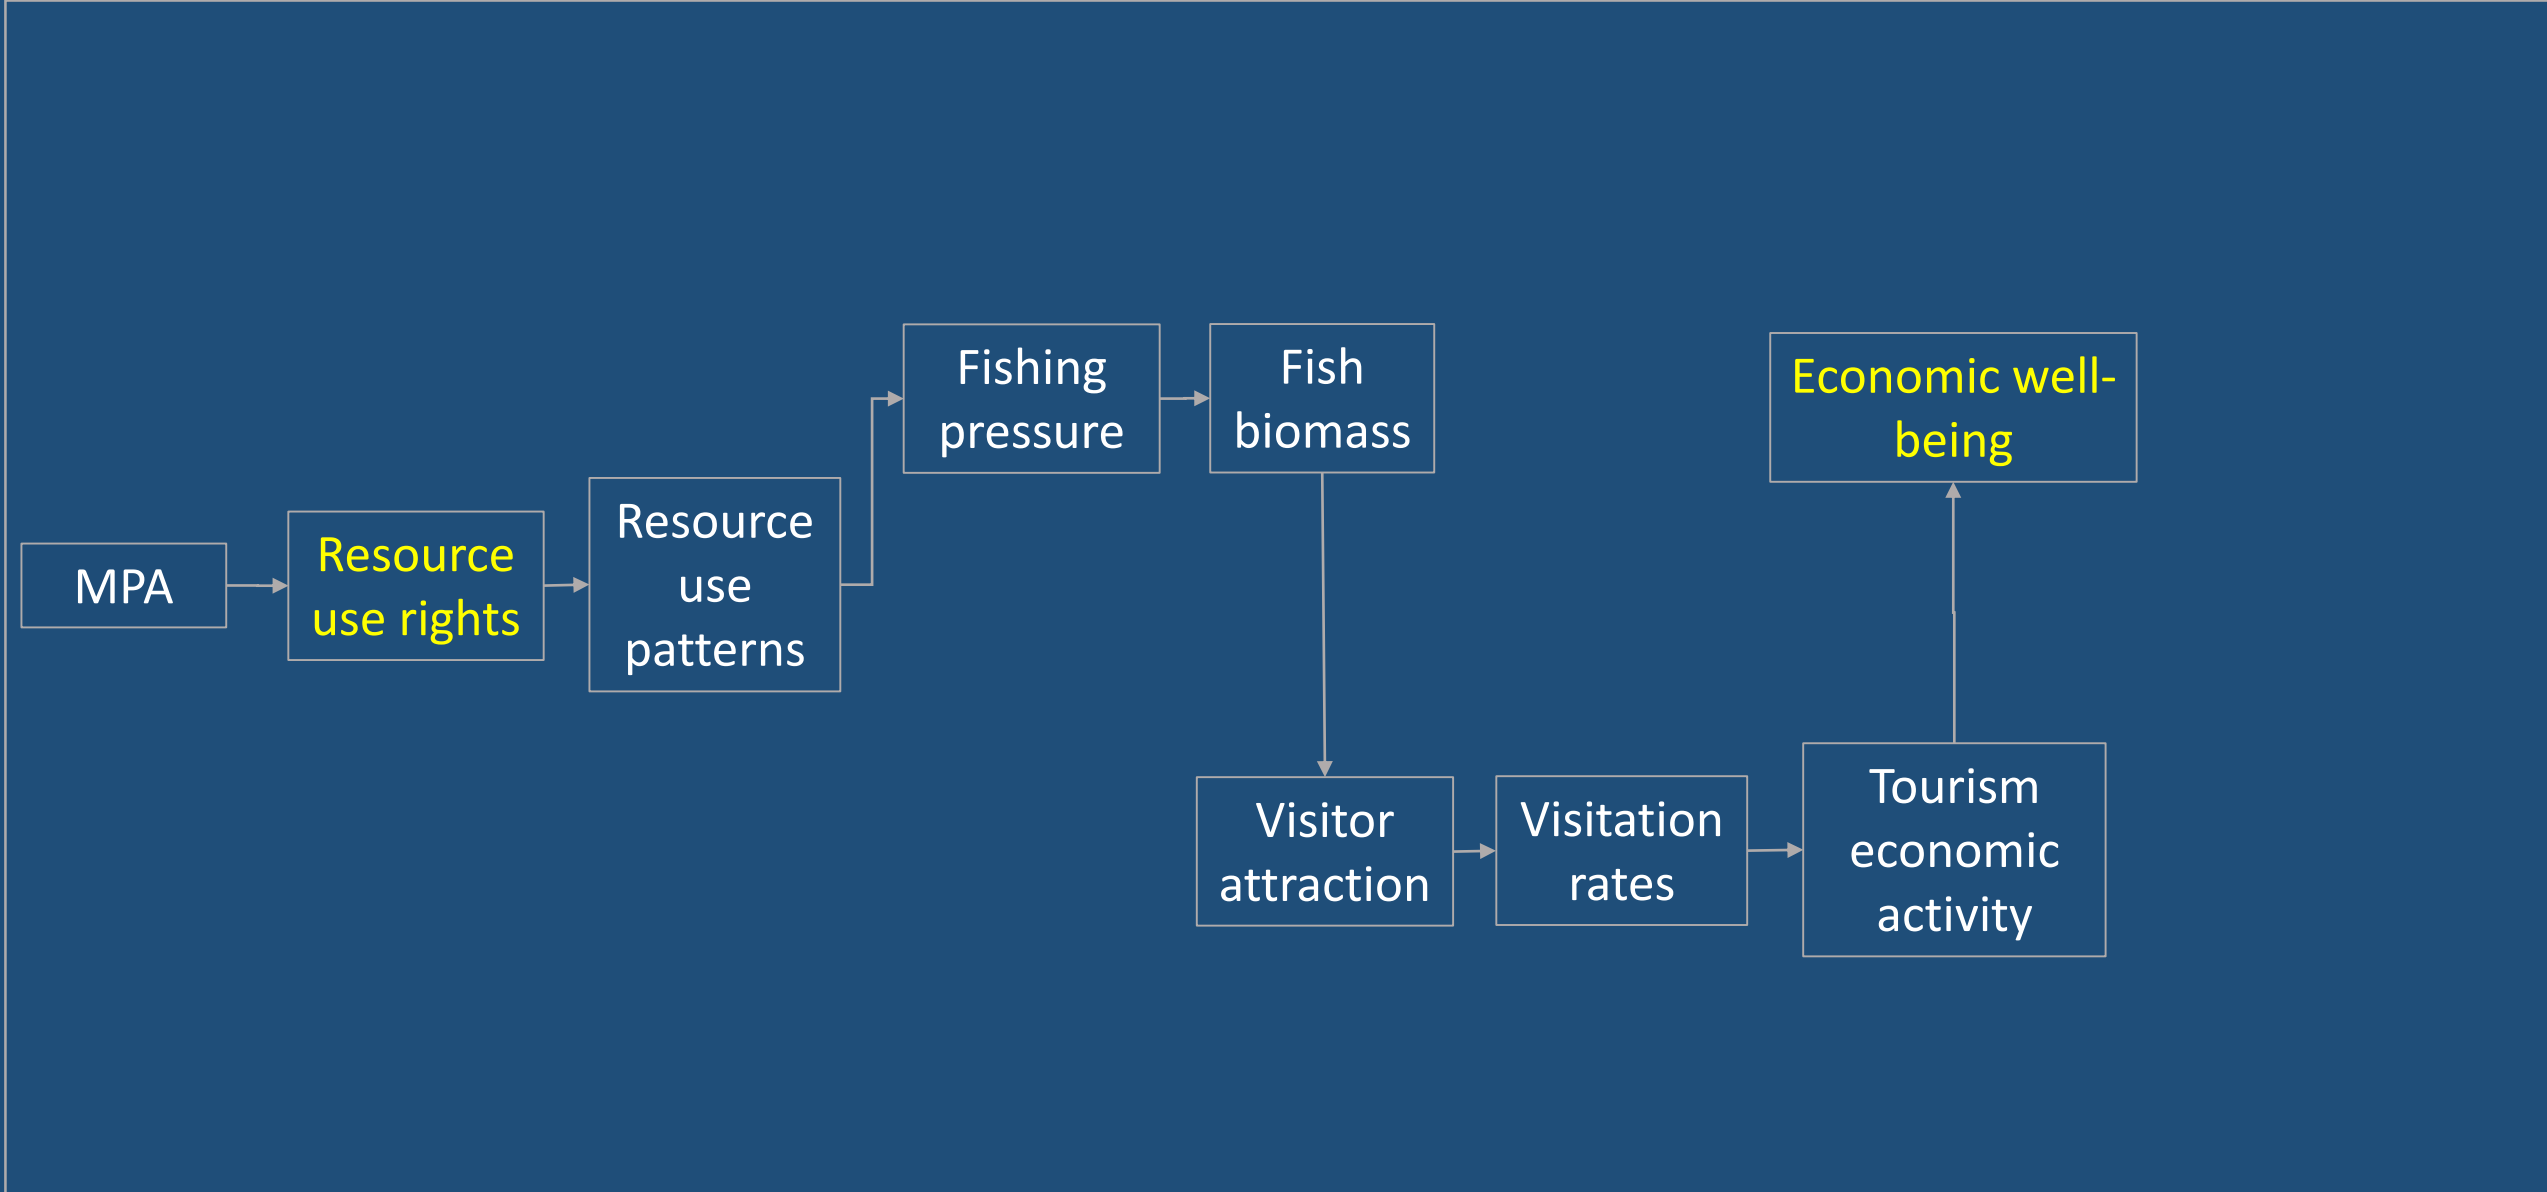 MPA
Resource
use rights
Resource
use
patterns
Fishing
pressure
Fish
biomass
Visitor
attraction
Visitation
rates
Tourism
economic
activity
Economic well-
being